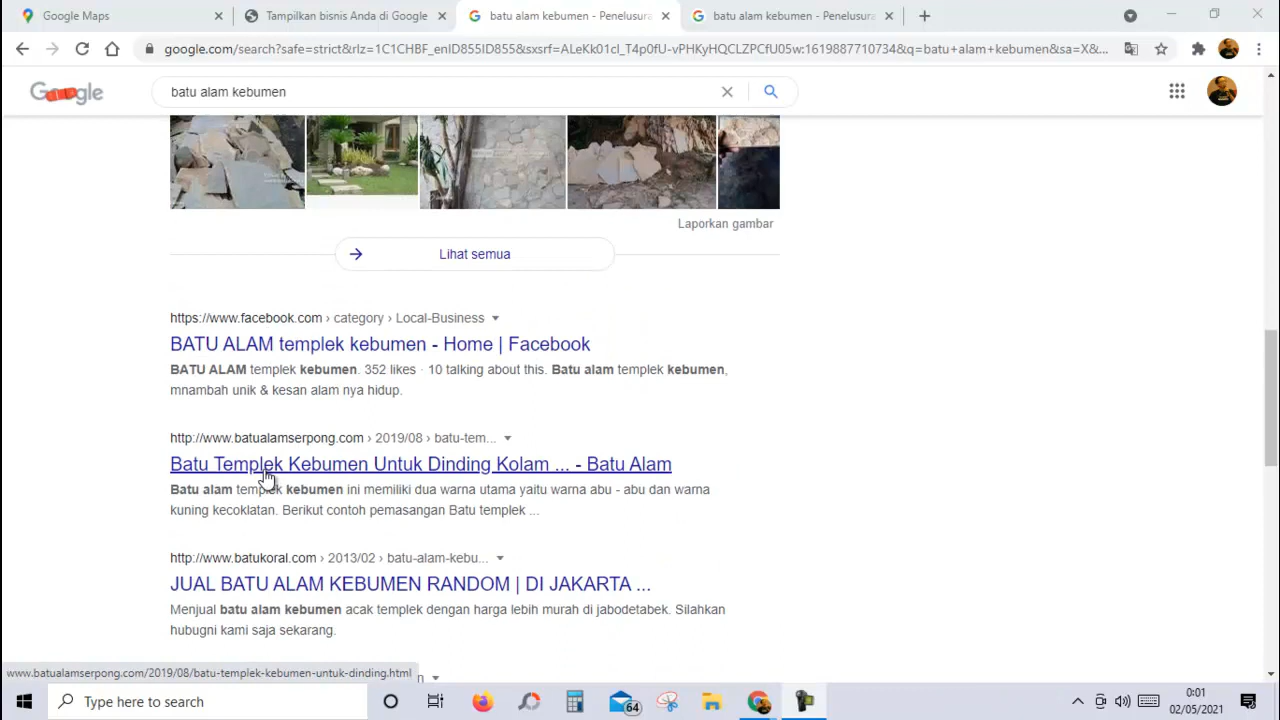 Google Maps
Tampilkan bisnis Anda di Google
batu alam kebumen - Penelusura
batu alam kebumen - Penelusura
google.com/search?safe=strict&rlz=1C1CHBF_enID855ID855&sxsrf=ALeKk01cl_T4p0fU-vPHKyHQCLZPCfU05w:1619887710734&q=batu+alam+kebumen&sa=X&...
Google
batu alam kebumen
Laporkan gambar
Lihat semua
https://www.facebook.com › category › Local-Business
BATU ALAM templek kebumen - Home | Facebook
BATU ALAM templek kebumen. 352 likes · 10 talking about this. Batu alam templek kebumen,
mnambah unik & kesan alam nya hidup.
http://www.batualamserpong.com › 2019/08 › batu-tem...
Batu Templek Kebumen Untuk Dinding Kolam ... - Batu Alam
Batu alam templek kebumen ini memiliki dua warna utama yaitu warna abu - abu dan warna
kuning kecoklatan. Berikut contoh pemasangan Batu templek ...
http://www.batukoral.com › 2013/02 › batu-alam-kebu...
JUAL BATU ALAM KEBUMEN RANDOM | DI JAKARTA ...
Menjual batu alam kebumen acak templek dengan harga lebih murah di jabodetabek. Silahkan
hubugni kami saja sekarang.
www.batualamserpong.com/2019/08/batu-templek-kebumen-untuk-dinding.html
Type here to search
64
0:01
02/05/2021